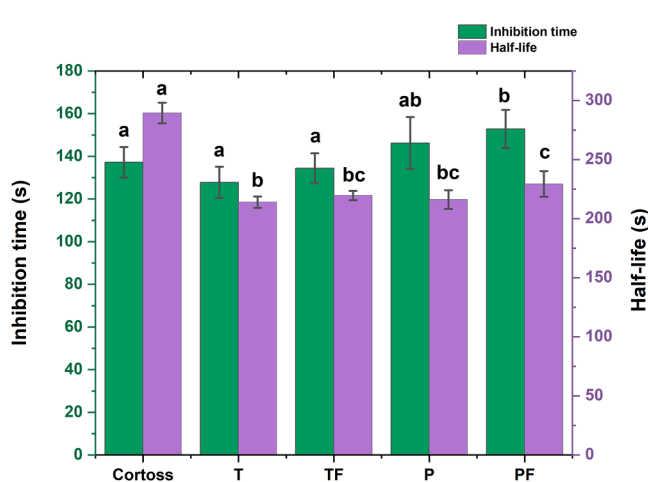 Inhibition time
Half-life
180
160
140
120
100
80
60
40
20
0
Inhibition time (s)
a
a
a
b
a
bc
ab
bc
b
c
300
250
200
150
100
50
0
Half-life (s)
Cortoss
T
TF
P
PF